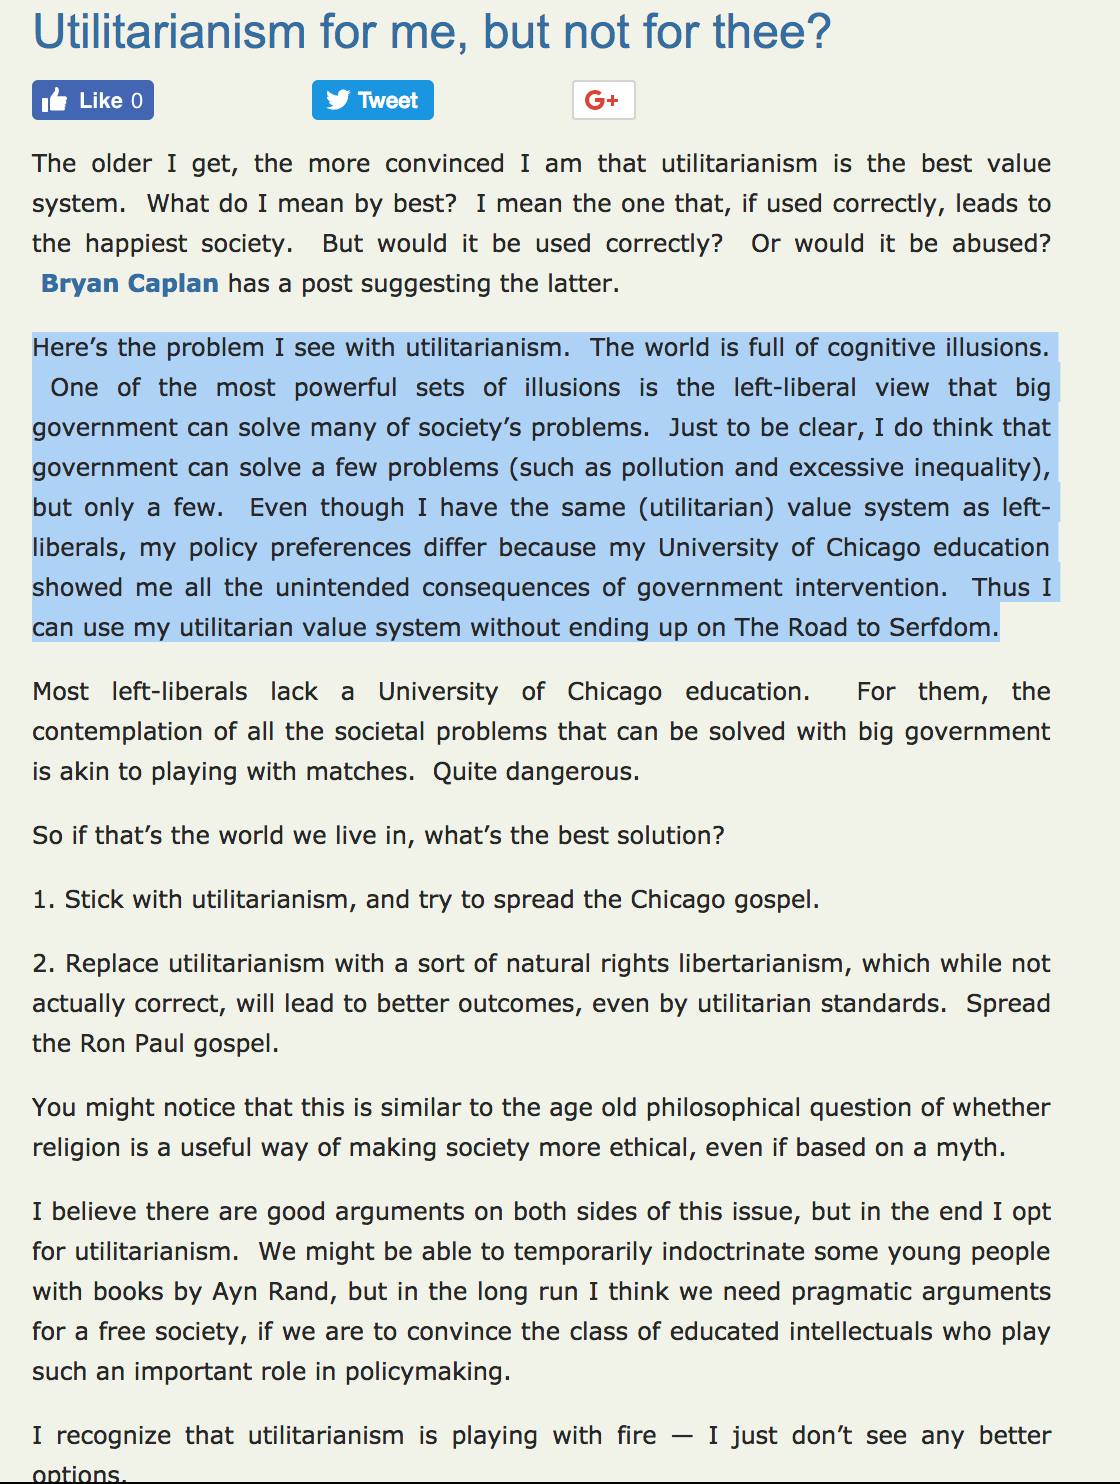 Utilitarianism for me, but not for thee?
Like 0
Tweet
G+
The older I get, the more convinced I am that utilitarianism is the best value
system. What do I mean by best? I mean the one that, if used correctly, leads to
the happiest society. But would it be used correctly? Or would it be abused?
Bryan Caplan has a post suggesting the latter.
Here’s the problem I see with utilitarianism. The world is full of cognitive illusions.
One of the most powerful sets of illusions is the left-liberal view that big
government can solve many of society’s problems. Just to be clear, I do think that
government can solve a few problems (such as pollution and excessive inequality),
but only a few. Even though I have the same (utilitarian) value system as left-
liberals, my policy preferences differ because my University of Chicago education
showed me all the unintended consequences of government intervention. Thus I
can use my utilitarian value system without ending up on The Road to Serfdom.
Most left-liberals lack a University of Chicago education. For them, the
contemplation of all the societal problems that can be solved with big government
is akin to playing with matches. Quite dangerous.
So if that’s the world we live in, what’s the best solution?
1. Stick with utilitarianism, and try to spread the Chicago gospel.
2. Replace utilitarianism with a sort of natural rights libertarianism, which while not
actually correct, will lead to better outcomes, even by utilitarian standards. Spread
the Ron Paul gospel.
You might notice that this is similar to the age old philosophical question of whether
religion is a useful way of making society more ethical, even if based on a myth.
I believe there are good arguments on both sides of this issue, but in the end I opt
for utilitarianism. We might be able to temporarily indoctrinate some young people
with books by Ayn Rand, but in the long run I think we need pragmatic arguments
for a free society, if we are to convince the class of educated intellectuals who play
such an important role in policymaking.
I recognize that utilitarianism is playing with fire — I just don’t see any better
options.